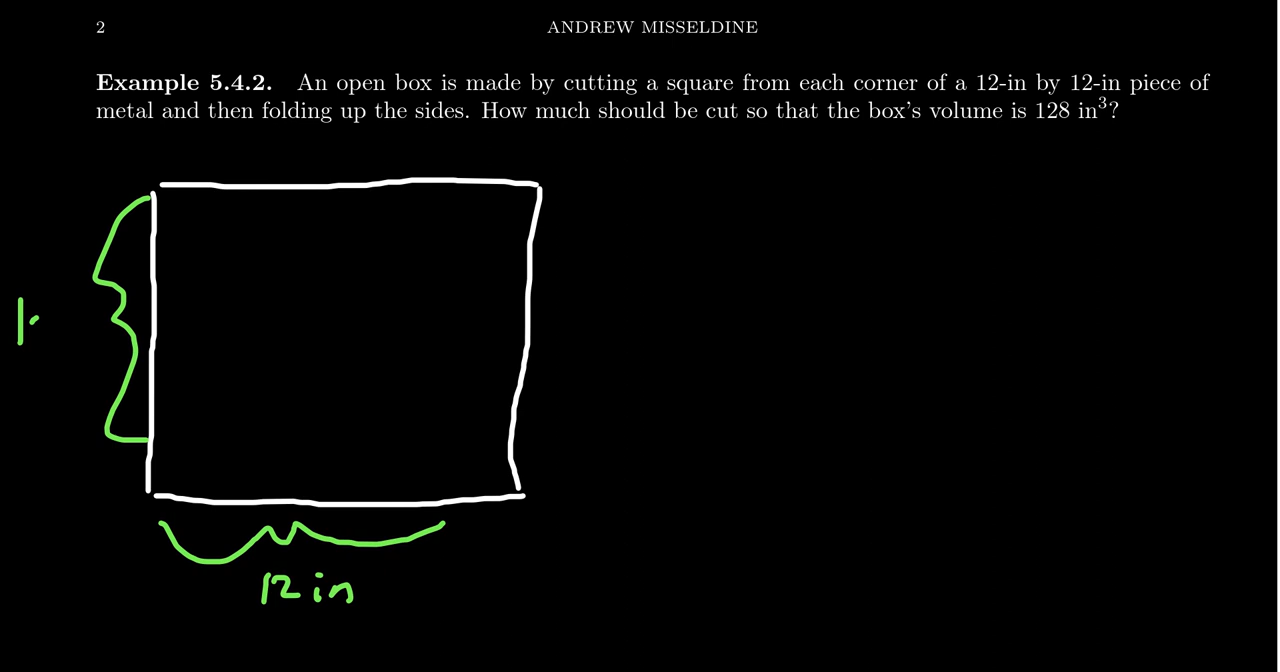 2
ANDREW MISSELDINE
Example 5.4.2. An open box is made by cutting a square from each corner of a 12-in by 12-in piece of
metal and then folding up the sides. How much should be cut so that the box's volume is 128 in³?
1
12 in